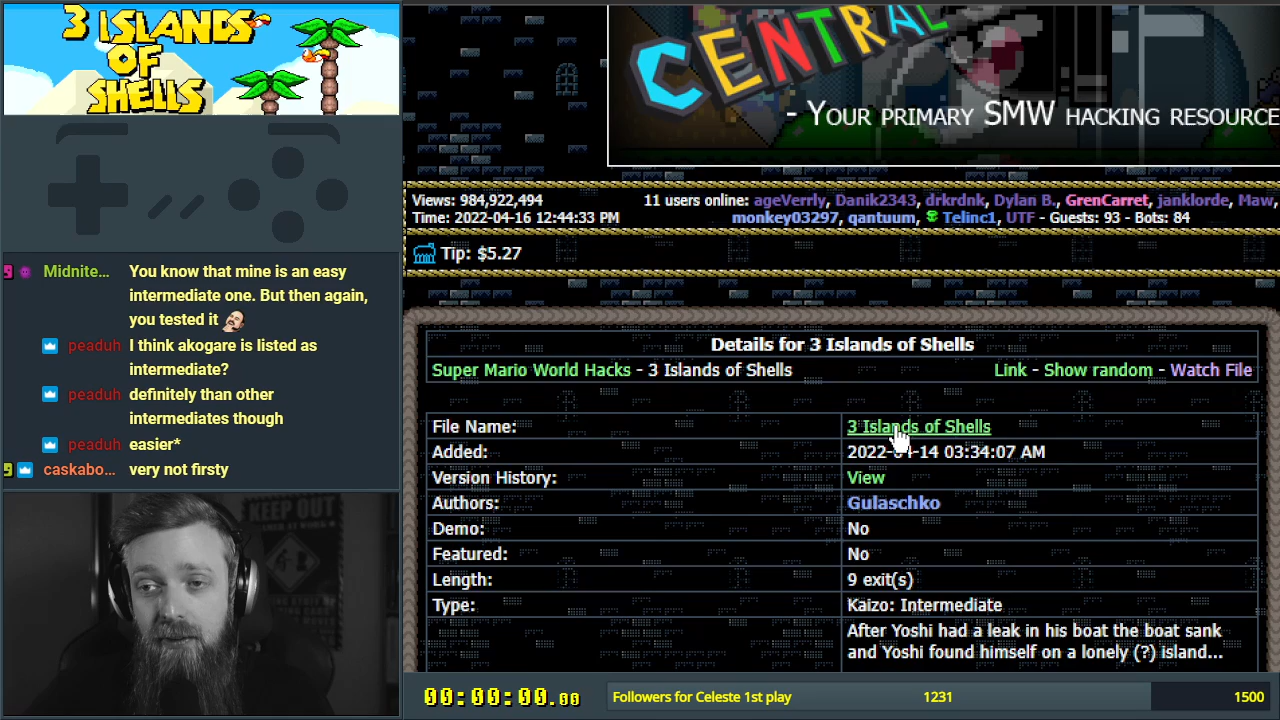 3 ISLANDS
OF
SHELLS
CENTRAL
- YOUR PRIMARY SMW HACKING RESOURCE
Views: 984,922,494
Time: 2022-04-16 12:44:33 PM
11 users online: ageVerrly, Danik2343, drkrdnk, Dylan B., GrenCarret, janklorde, Maw,
monkey03297, qantuum, Telinc1, UTF - Guests: 93 - Bots: 84
Tip: $5.27
Midnite... You know that mine is an easy
intermediate one. But then again,
you tested it
peaduh I think akogare is listed as
intermediate?
peaduh definitely than other
intermediates though
peaduh easier*
caskabo... very not firsty
Details for 3 Islands of Shells
Super Mario World Hacks - 3 Islands of Shells
Link - Show random - Watch File
File Name: 3 Islands of Shells
Added: 2022-04-14 03:34:07 AM
Version History: View
Authors: Gulaschko
Demo: No
Featured: No
Length: 9 exit(s)
Type: Kaizo: Intermediate
After Yoshi had a leak in his boat the boat sank
and Yoshi found himself on a lonely (?) island...
00:00:00.00
Followers for Celeste 1st play 1231 1500